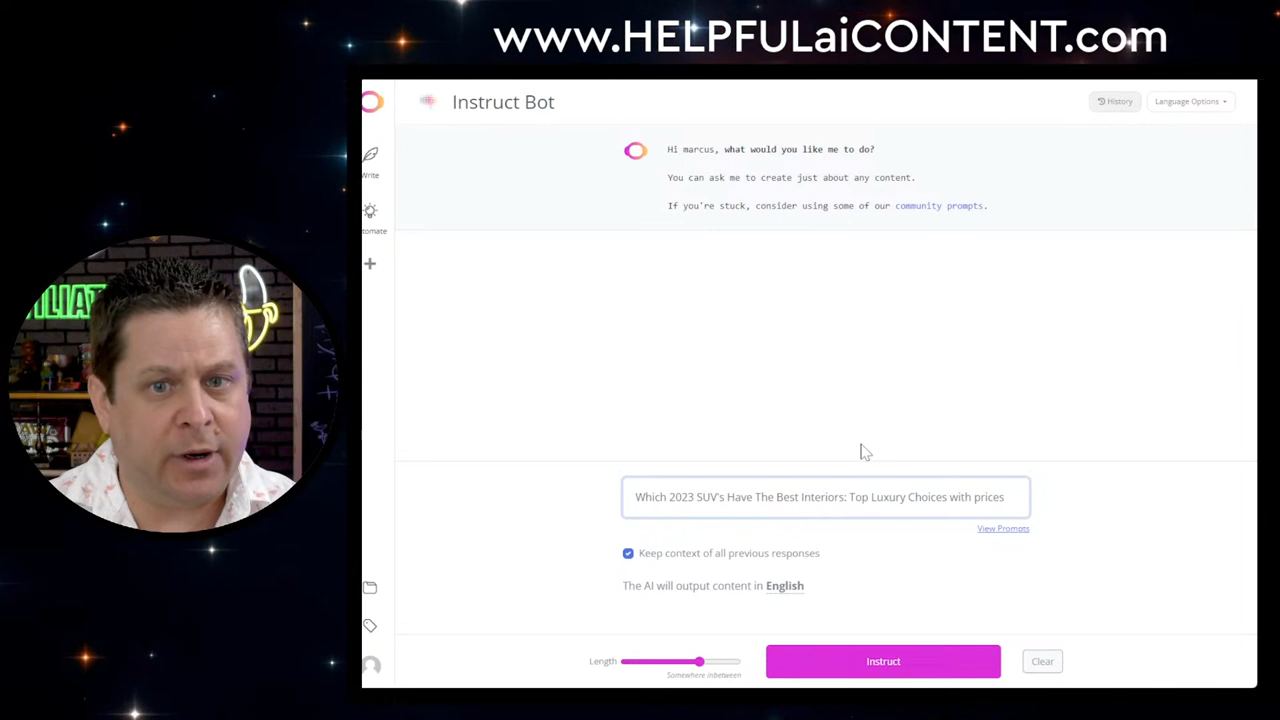 www.HELPFULaiCONTENT.com
Instruct Bot
History
Language Options
Hi marcus, what would you like me to do?
You can ask me to create just about any content.
If you're stuck, consider using some of our community prompts.
Write
tomate
ILIAT
Which 2023 SUV's Have The Best Interiors: Top Luxury Choices with prices
View Prompts
Keep context of all previous responses
The AI will output content in English
Length
Somewhere inbetween
Instruct
Clear